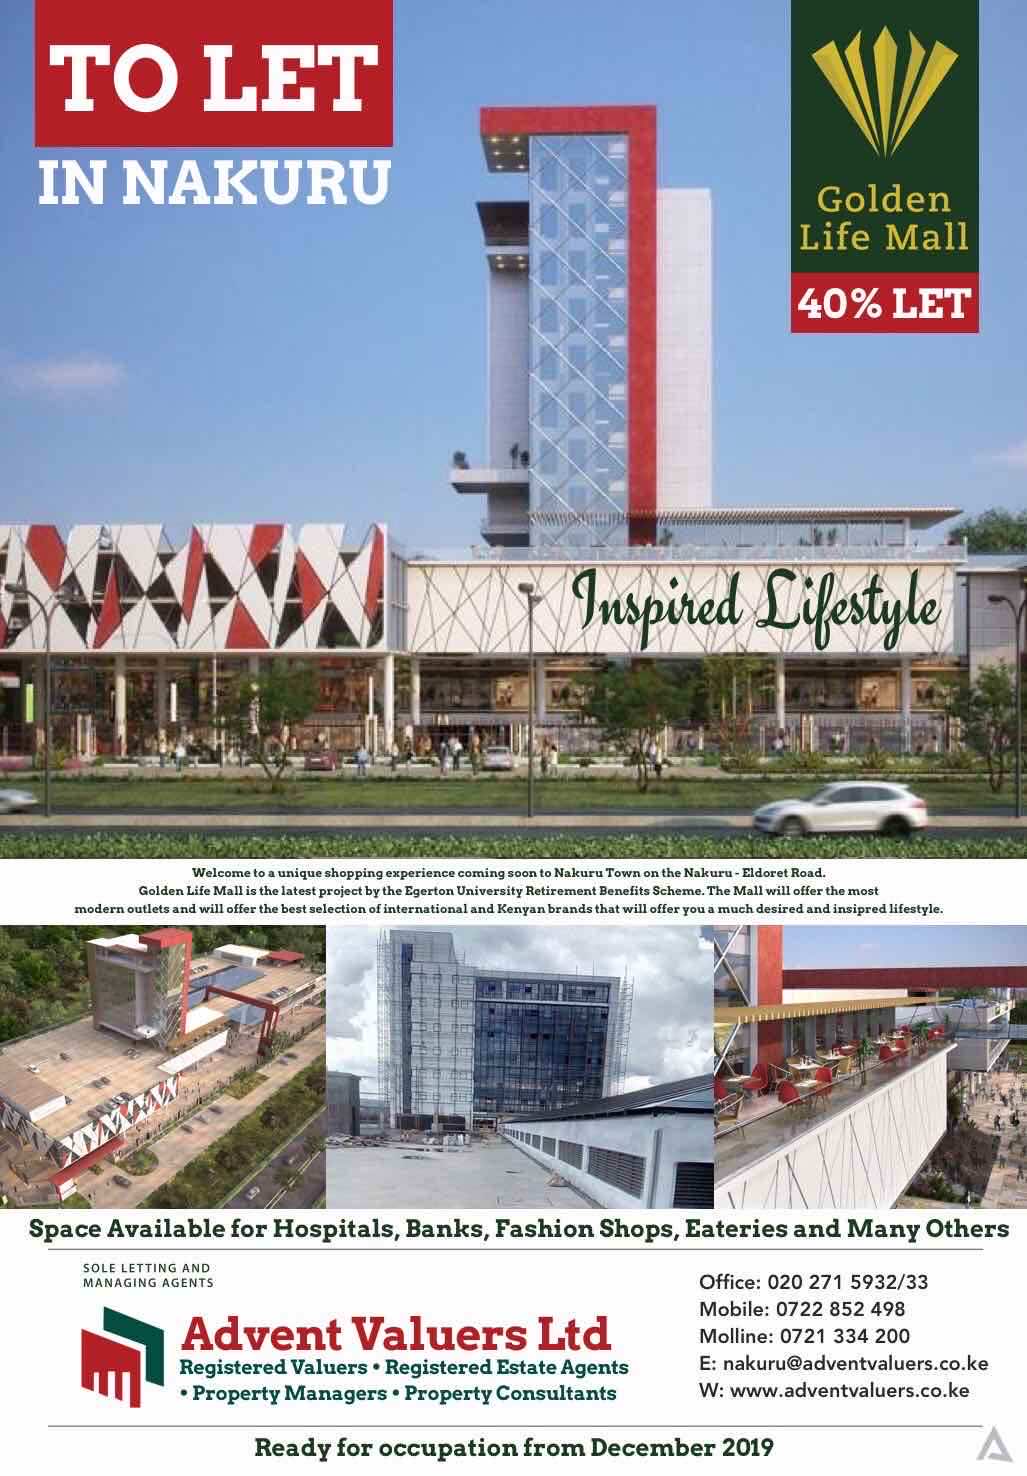 TO LET
IN NAKURU
Golden
Life Mall
40% LET
Inspired Lifestyle
Welcome to a unique shopping experience coming soon to Nakuru Town on the Nakuru - Eldoret Road.
Golden Life Mall is the latest project by the Egerton University Retirement Benefits Scheme. The Mall will offer the most
modern outlets and will offer the best selection of international and Kenyan brands that will offer you a much desired and insipred lifestyle.
Space Available for Hospitals, Banks, Fashion Shops, Eateries and Many Others
SOLE LETTING AND
MANAGING AGENTS
Advent Valuers Ltd
Registered Valuers • Registered Estate Agents
• Property Managers • Property Consultants
Office: 020 271 5932/33
Mobile: 0722 852 498
Molline: 0721 334 200
E: nakuru@adventvaluers.co.ke
W: www.adventvaluers.co.ke
Ready for occupation from December 2019